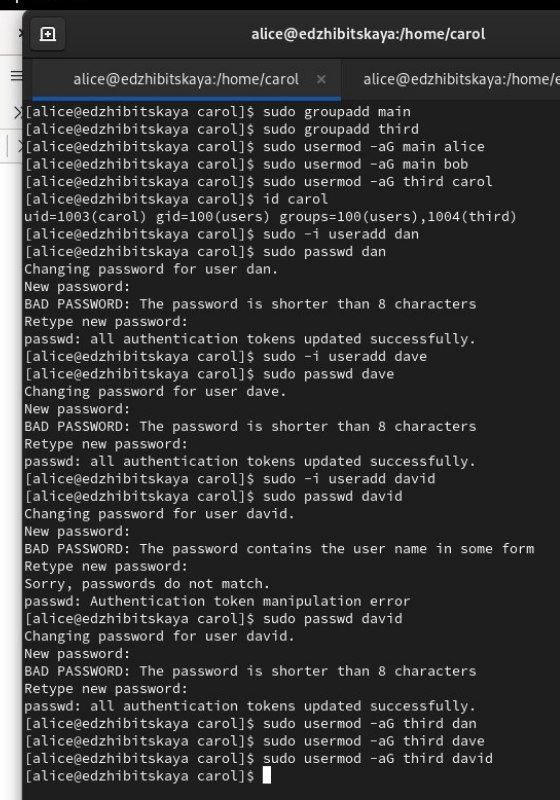 alice@edzhibitskaya:/home/carol
alice@edzhibitskaya:/home/carol × alice@edzhibitskaya:/home/
[alice@edzhibitskaya carol]$ sudo groupadd main
[alice@edzhibitskaya carol]$ sudo groupadd third
[alice@edzhibitskaya carol]$ sudo usermod -aG main alice
[alice@edzhibitskaya carol]$ sudo usermod -aG main bob
[alice@edzhibitskaya carol]$ sudo usermod -aG third carol
[alice@edzhibitskaya carol]$ id carol
uid=1003(carol) gid=100(users) groups=100(users),1004(third)
[alice@edzhibitskaya carol]$ sudo -i useradd dan
[alice@edzhibitskaya carol]$ sudo passwd dan
Changing password for user dan.
New password:
BAD PASSWORD: The password is shorter than 8 characters
Retype new password:
passwd: all authentication tokens updated successfully.
[alice@edzhibitskaya carol]$ sudo -i useradd dave
[alice@edzhibitskaya carol]$ sudo passwd dave
Changing password for user dave.
New password:
BAD PASSWORD: The password is shorter than 8 characters
Retype new password:
passwd: all authentication tokens updated successfully.
[alice@edzhibitskaya carol]$ sudo -i useradd david
[alice@edzhibitskaya carol]$ sudo passwd david
Changing password for user david.
New password:
BAD PASSWORD: The password contains the user name in some form
Retype new password:
Sorry, passwords do not match.
passwd: Authentication token manipulation error
[alice@edzhibitskaya carol]$ sudo passwd david
Changing password for user david.
New password:
BAD PASSWORD: The password is shorter than 8 characters
Retype new password:
passwd: all authentication tokens updated successfully.
[alice@edzhibitskaya carol]$ sudo usermod -aG third dan
[alice@edzhibitskaya carol]$ sudo usermod -aG third dave
[alice@edzhibitskaya carol]$ sudo usermod -aG third david
[alice@edzhibitskaya carol]$